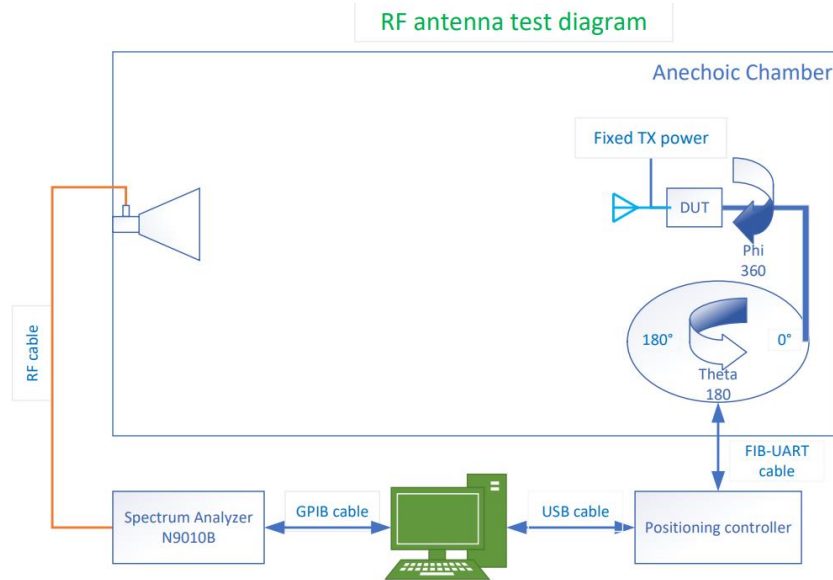 RF antenna test diagram
Anechoic Chamber
Fixed TX power
DUT
Phi
360
RF cable
180°
0°
Theta
180
FIB-UART
cable
Spectrum Analyzer
N9010B
GPIB cable
USB cable
Positioning controller